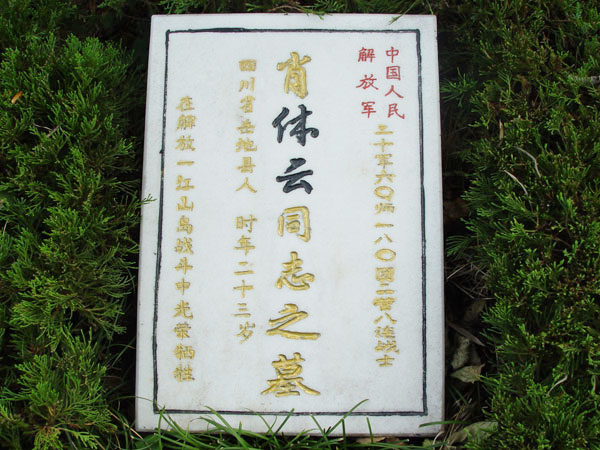 中国人民
解放军
二十军六〇师一八〇团二营八连战士
肖体云同志之墓
四川省岳池县人 时年二十三岁
在解放一江山岛战斗中光荣牺牲